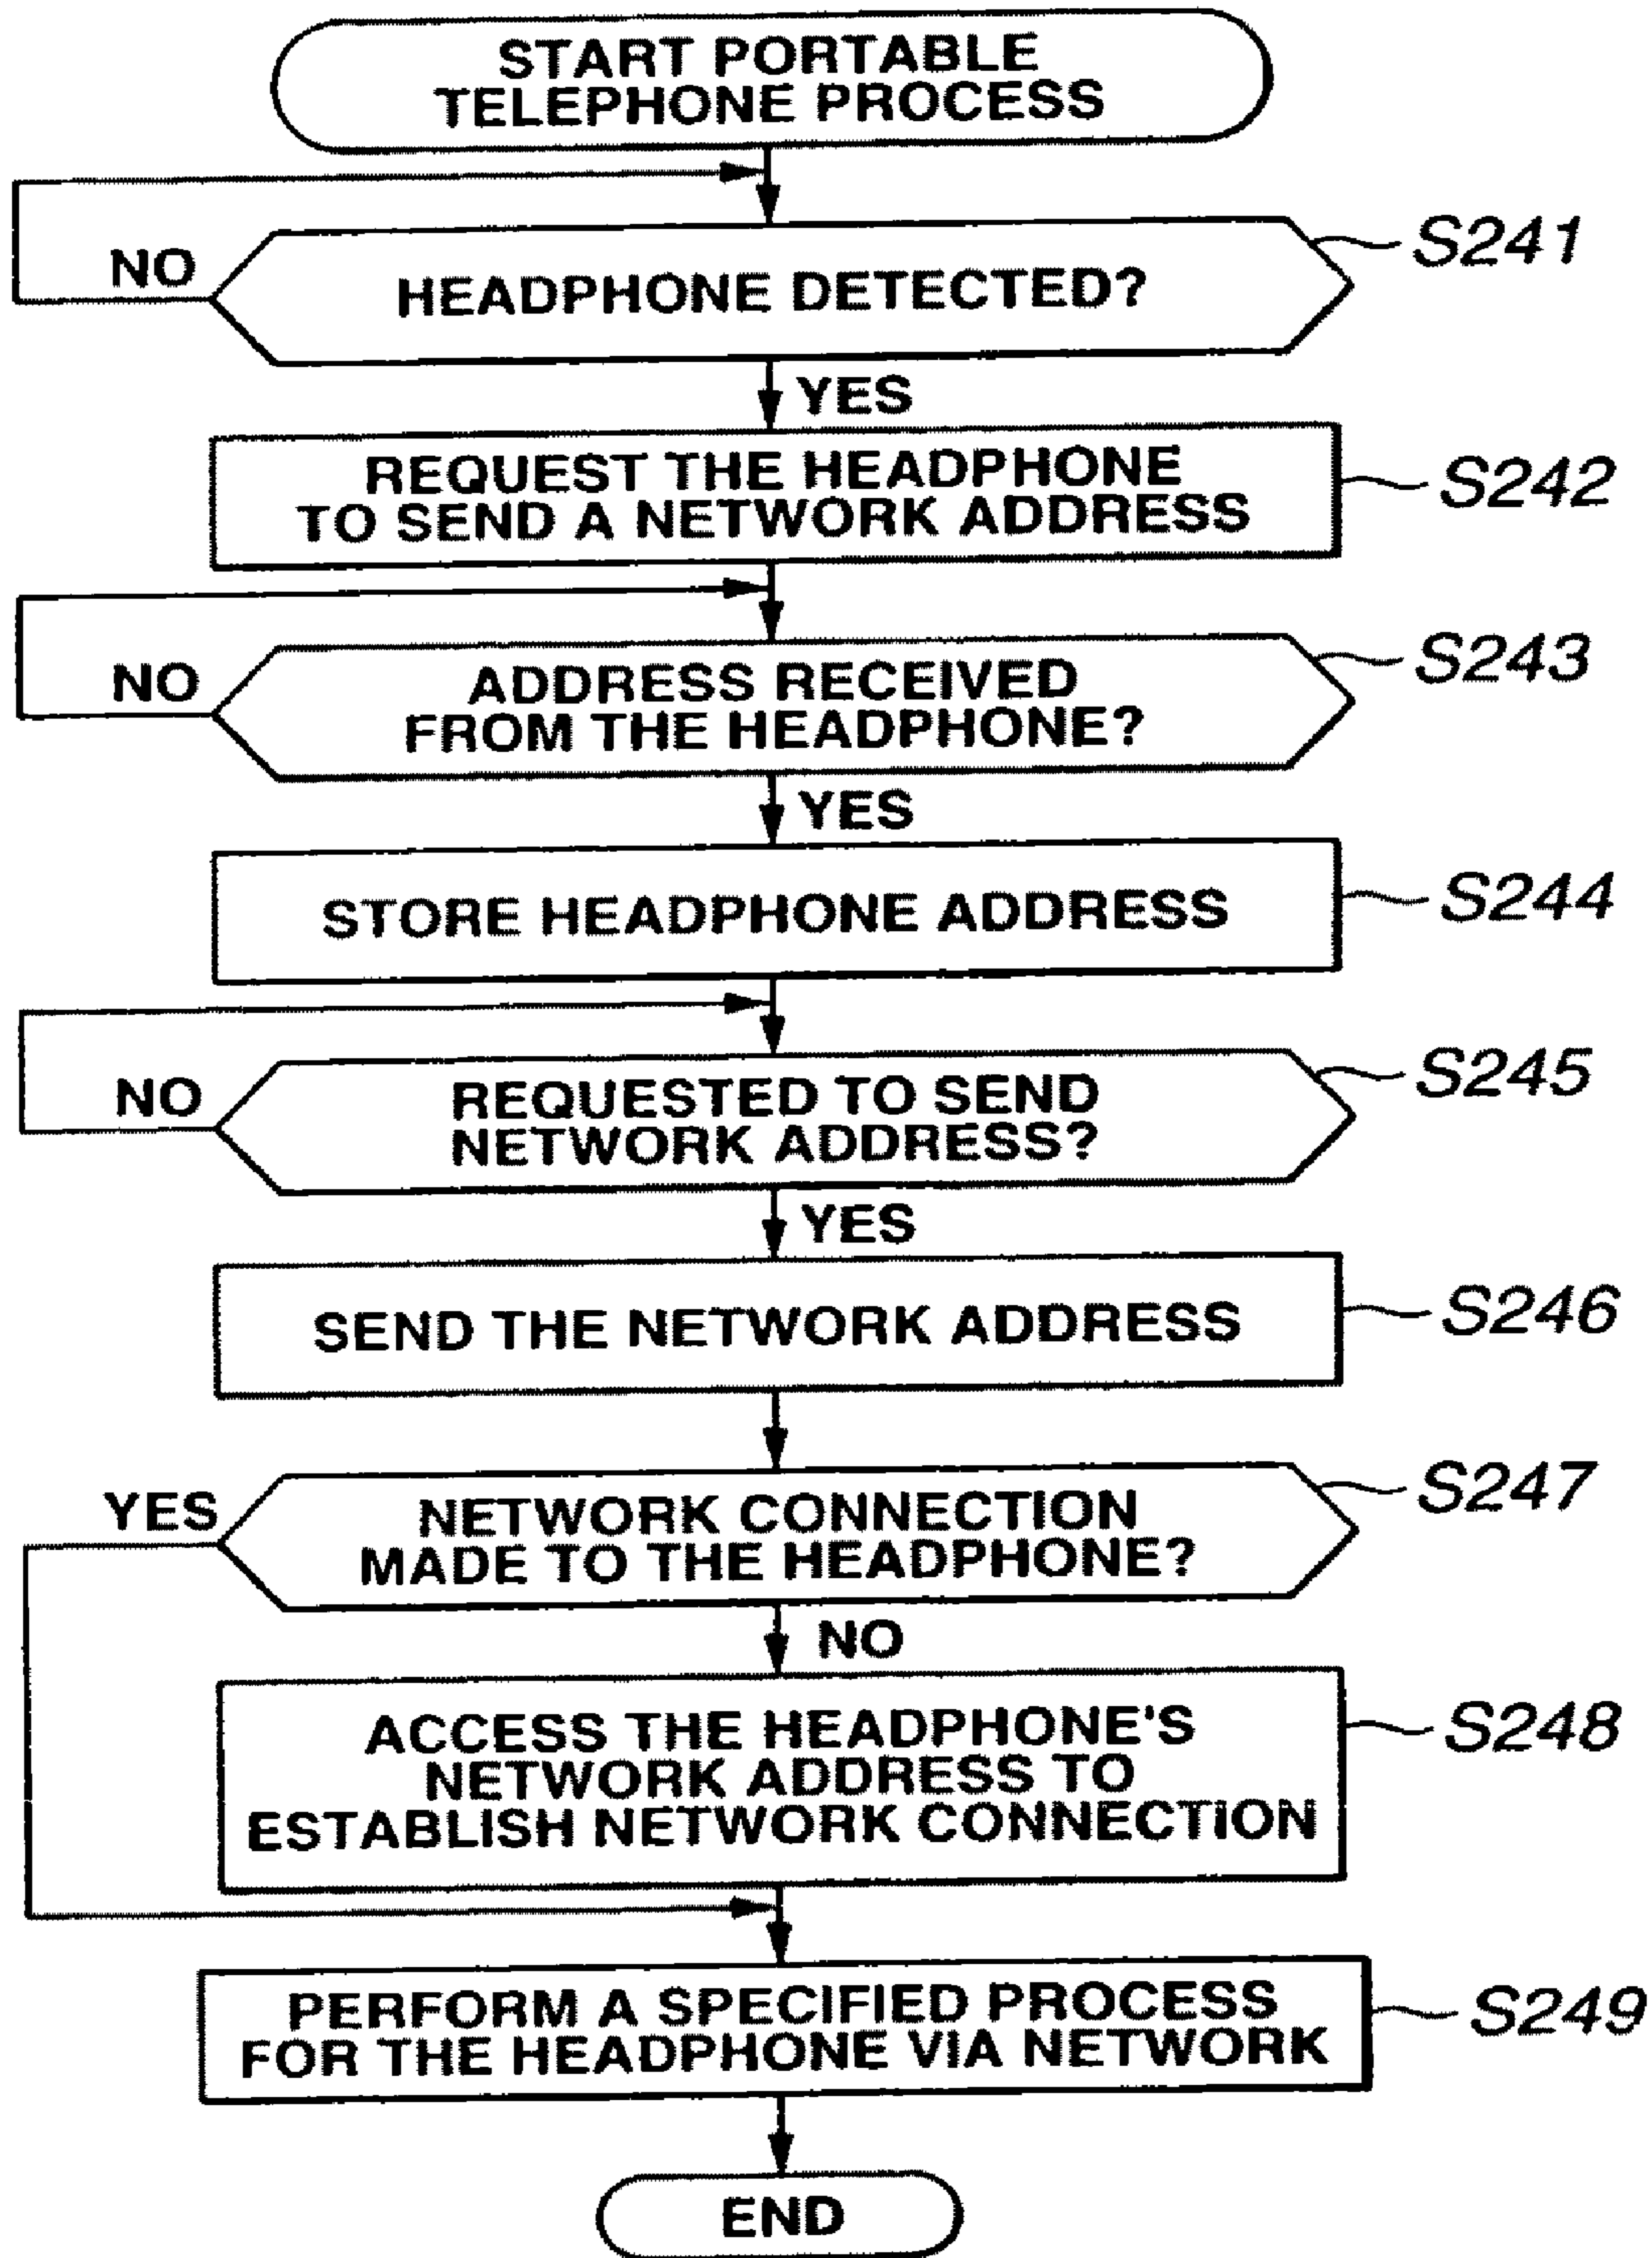 START PORTABLE
TELEPHONE PROCESS
NO
HEADPHONE DETECTED?
S241
YES
REQUEST THE HEADPHONE
TO SEND A NETWORK ADDRESS
S242
NO
ADDRESS RECEIVED
FROM THE HEADPHONE?
S243
YES
STORE HEADPHONE ADDRESS
S244
NO
REQUESTED TO SEND
NETWORK ADDRESS?
S245
YES
SEND THE NETWORK ADDRESS
S246
YES
NETWORK CONNECTION
MADE TO THE HEADPHONE?
S247
NO
ACCESS THE HEADPHONE'S
NETWORK ADDRESS TO
ESTABLISH NETWORK CONNECTION
S248
PERFORM A SPECIFIED PROCESS
FOR THE HEADPHONE VIA NETWORK
S249
END